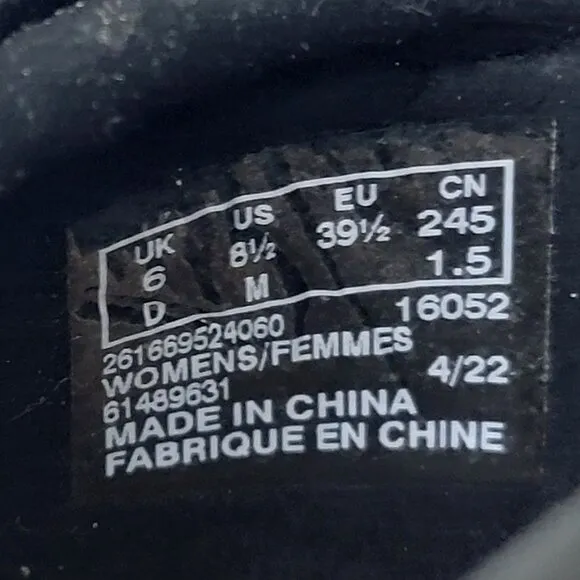 UK US EU CN
6 8½ 39½ 245
D M 1.5
261669524060 16052
WOMENS/FEMMES
61489631 4/22
MADE IN CHINA
FABRIQUE EN CHINE